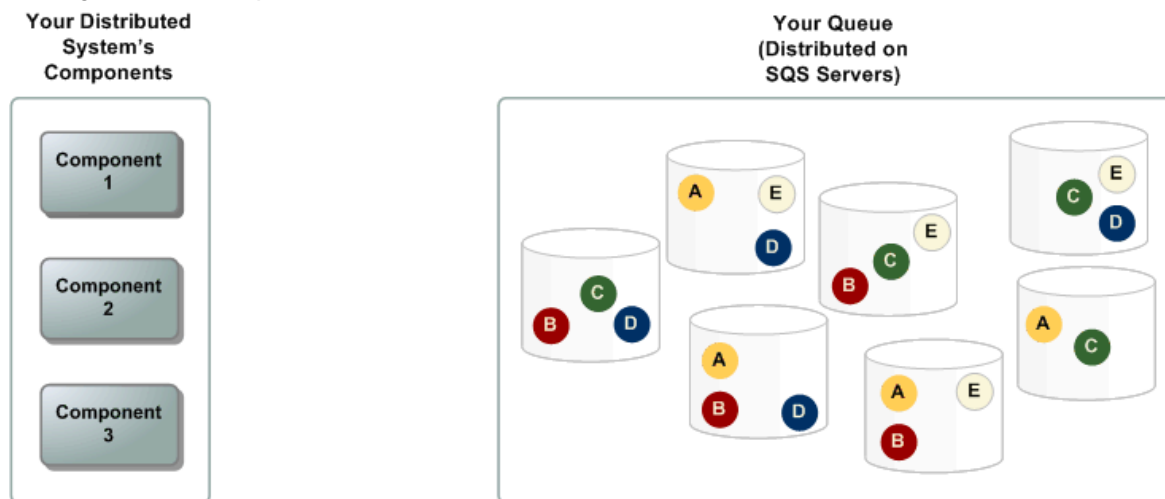 Your Distributed
System's
Components
Component
1
Component
2
Component
3
Your Queue
(Distributed on
SQS Servers)
B
C
D
A
E
D
A
B
D
B
C
E
A
B
E
C
E
D
A
C